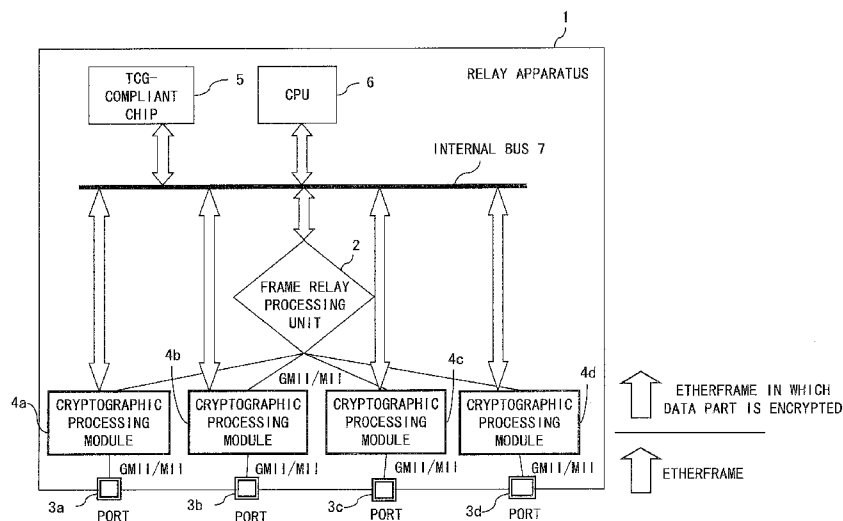 1
RELAY APPARATUS
TCG-
COMPLIANT
CHIP
5
CPU
6
INTERNAL BUS 7
2
FRAME RELAY
PROCESSING
UNIT
4a
CRYPTOGRAPHIC
PROCESSING
MODULE
4b
CRYPTOGRAPHIC
PROCESSING
MODULE
GMII/MII
4c
CRYPTOGRAPHIC
PROCESSING
MODULE
4d
CRYPTOGRAPHIC
PROCESSING
MODULE
ETHERFRAME IN WHICH
DATA PART IS ENCRYPTED
GMII/MII
GMII/MII
GMII/MII
GMII/MII
ETHERFRAME
3a
PORT
3b
PORT
3c
PORT
3d
PORT